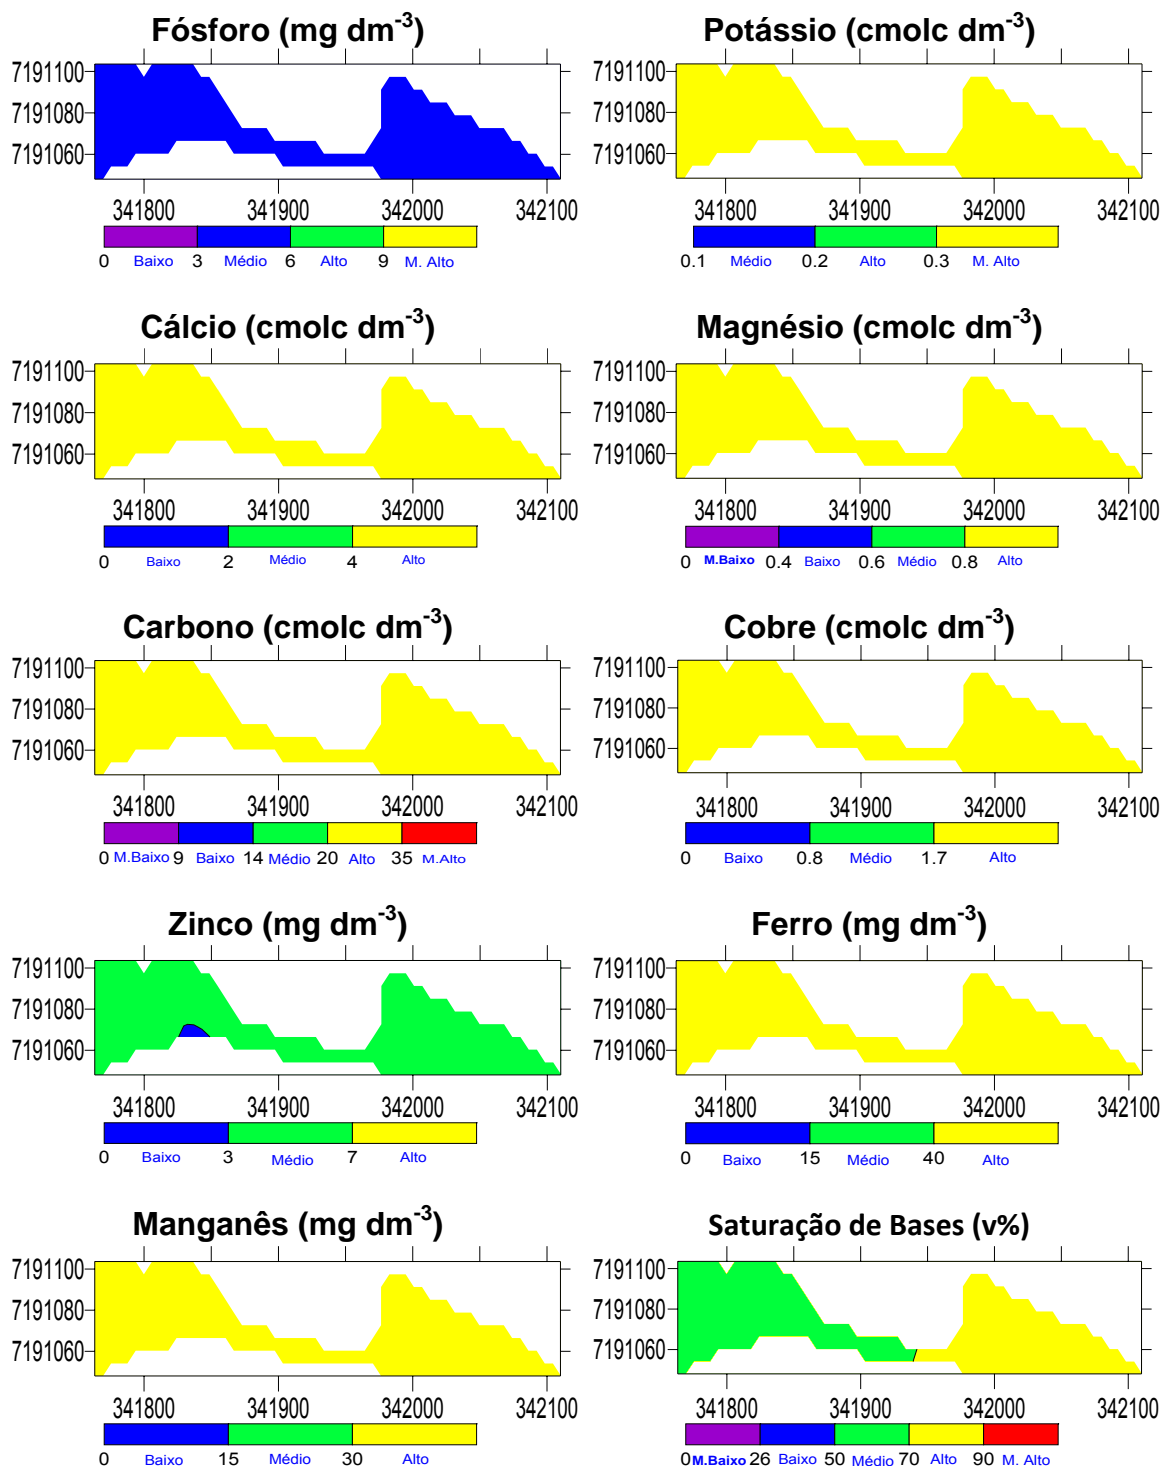 Fósforo (mg dm-3) Potássio (cmolc dm-3)
7191100 7191100
7191080 7191080
7191060 7191060
341800 341900 342000 342100 341800 341900 342000 342100
0 Baixo 3 Médio 6 Alto 9 M. Alto 0.1 Médio 0.2 Alto 0.3 M. Alto
Cálcio (cmolc dm-3) Magnésio (cmolc dm-3)
7191100 7191100
7191080 7191080
7191060 7191060
341800 341900 342000 342100 341800 341900 342000 342100
0 Baixo 2 Médio 4 Alto 0 M.Baixo 0.4 Baixo 0.6 Médio 0.8 Alto
Carbono (cmolc dm-3) Cobre (cmolc dm-3)
7191100 7191100
7191080 7191080
7191060 7191060
341800 341900 342000 342100 341800 341900 342000 342100
0 M.Baixo 9 Baixo 14 Médio 20 Alto 35 M.Alto 0 Baixo 0.8 Médio 1.7 Alto
Zinco (mg dm-3) Ferro (mg dm-3)
7191100 7191100
7191080 7191080
7191060 7191060
341800 341900 342000 342100 341800 341900 342000 342100
0 Baixo 3 Médio 7 Alto 0 Baixo 15 Médio 40 Alto
Manganês (mg dm-3) Saturação de Bases (v%)
7191100 7191100
7191080 7191080
7191060 7191060
341800 341900 342000 342100 341800 341900 342000 342100
0 Baixo 15 Médio 30 Alto 0 M.Baixo 26 Baixo 50 Médio 70 Alto 90 M. Alto